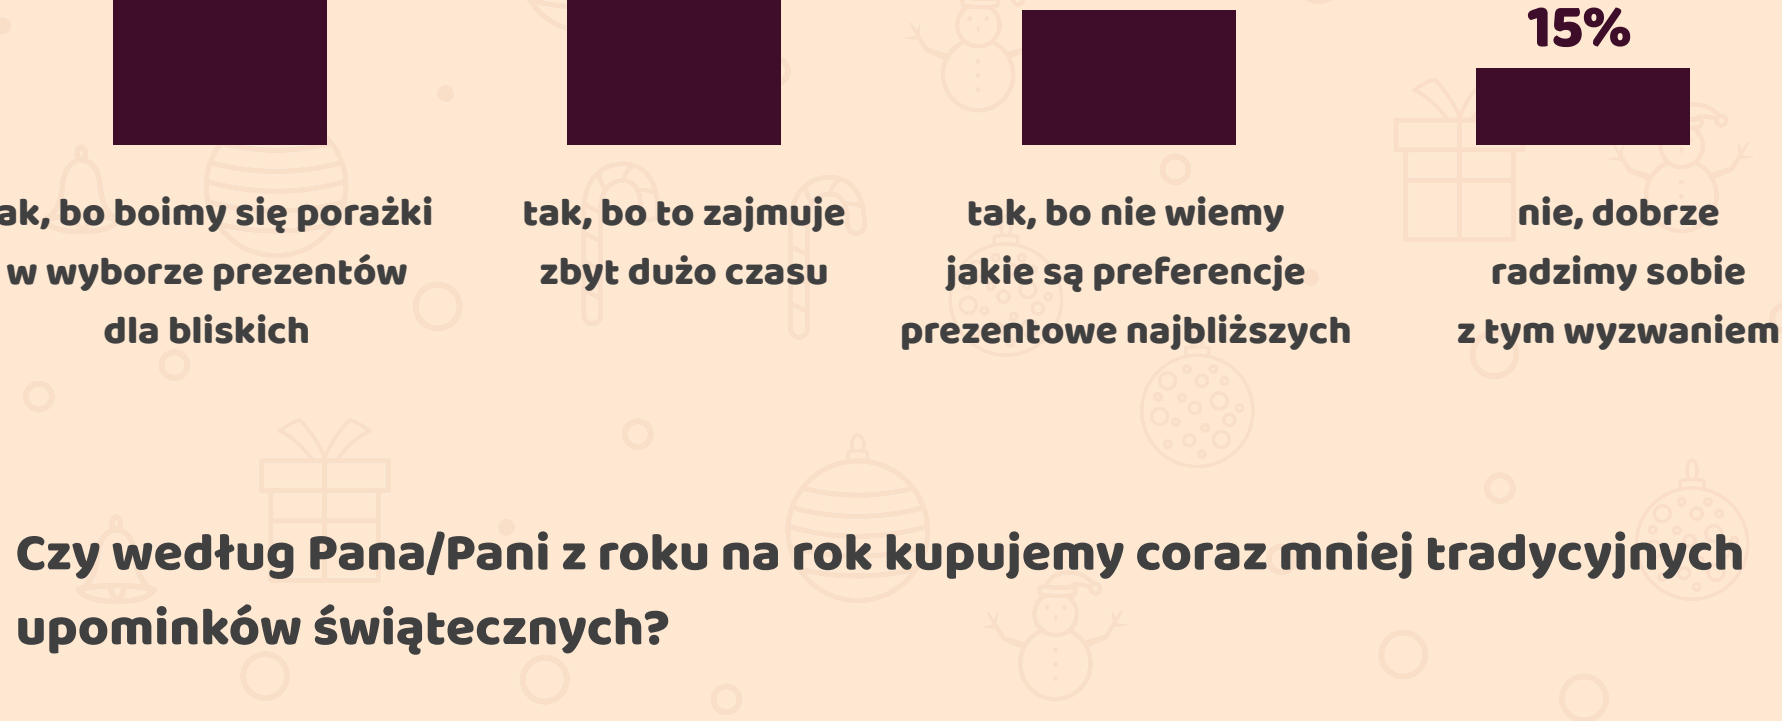 15%
ak, bo boimy się porażki
w wyborze prezentów
dla bliskich
tak, bo to zajmuje
zbyt dużo czasu
tak, bo nie wiemy
jakie są preferencje
prezentowe najbliższych
nie, dobrze
radzimy sobie
z tym wyzwaniem
Czy według Pana/Pani z roku na rok kupujemy coraz mniej tradycyjnych
upominków świątecznych?